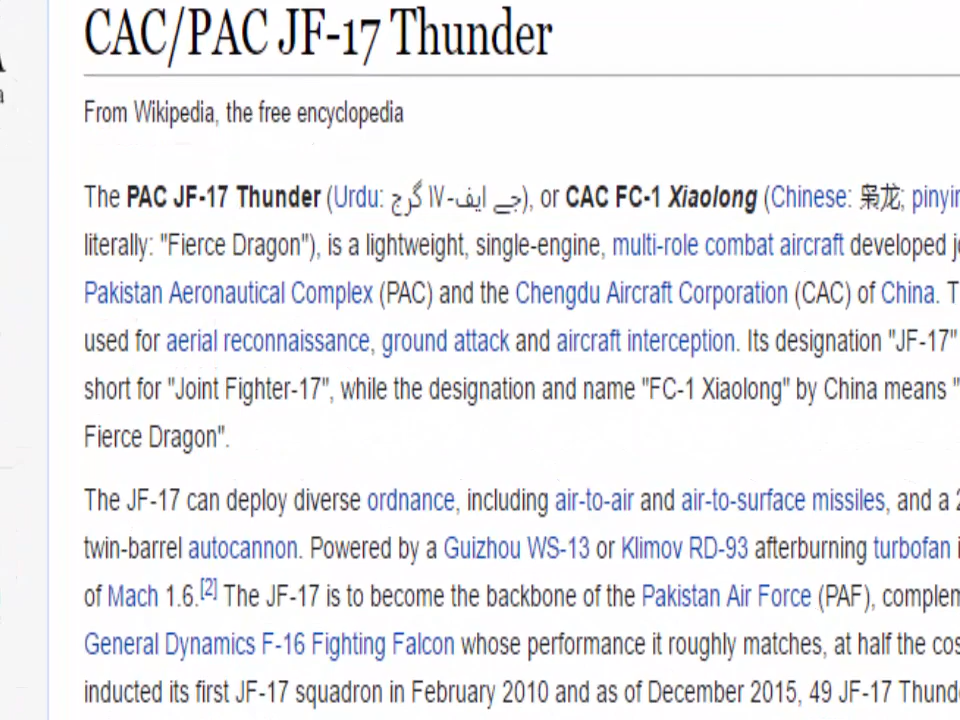 CAC/PAC JF-17 Thunder
From Wikipedia, the free encyclopedia
The PAC JF-17 Thunder (Urdu: جے ایف-۱۷ گرج), or CAC FC-1 Xiaolong (Chinese: 枭龙; pinyin
literally: "Fierce Dragon"), is a lightweight, single-engine, multi-role combat aircraft developed
Pakistan Aeronautical Complex (PAC) and the Chengdu Aircraft Corporation (CAC) of China. T
used for aerial reconnaissance, ground attack and aircraft interception. Its designation "JF-17"
short for "Joint Fighter-17", while the designation and name "FC-1 Xiaolong" by China means "
Fierce Dragon".
The JF-17 can deploy diverse ordnance, including air-to-air and air-to-surface missiles, and a 2
twin-barrel autocannon. Powered by a Guizhou WS-13 or Klimov RD-93 afterburning turbofan
of Mach 1.6.[2] The JF-17 is to become the backbone of the Pakistan Air Force (PAF), complem
General Dynamics F-16 Fighting Falcon whose performance it roughly matches, at half the cos
inducted its first JF-17 squadron in February 2010 and as of December 2015, 49 JF-17 Thund